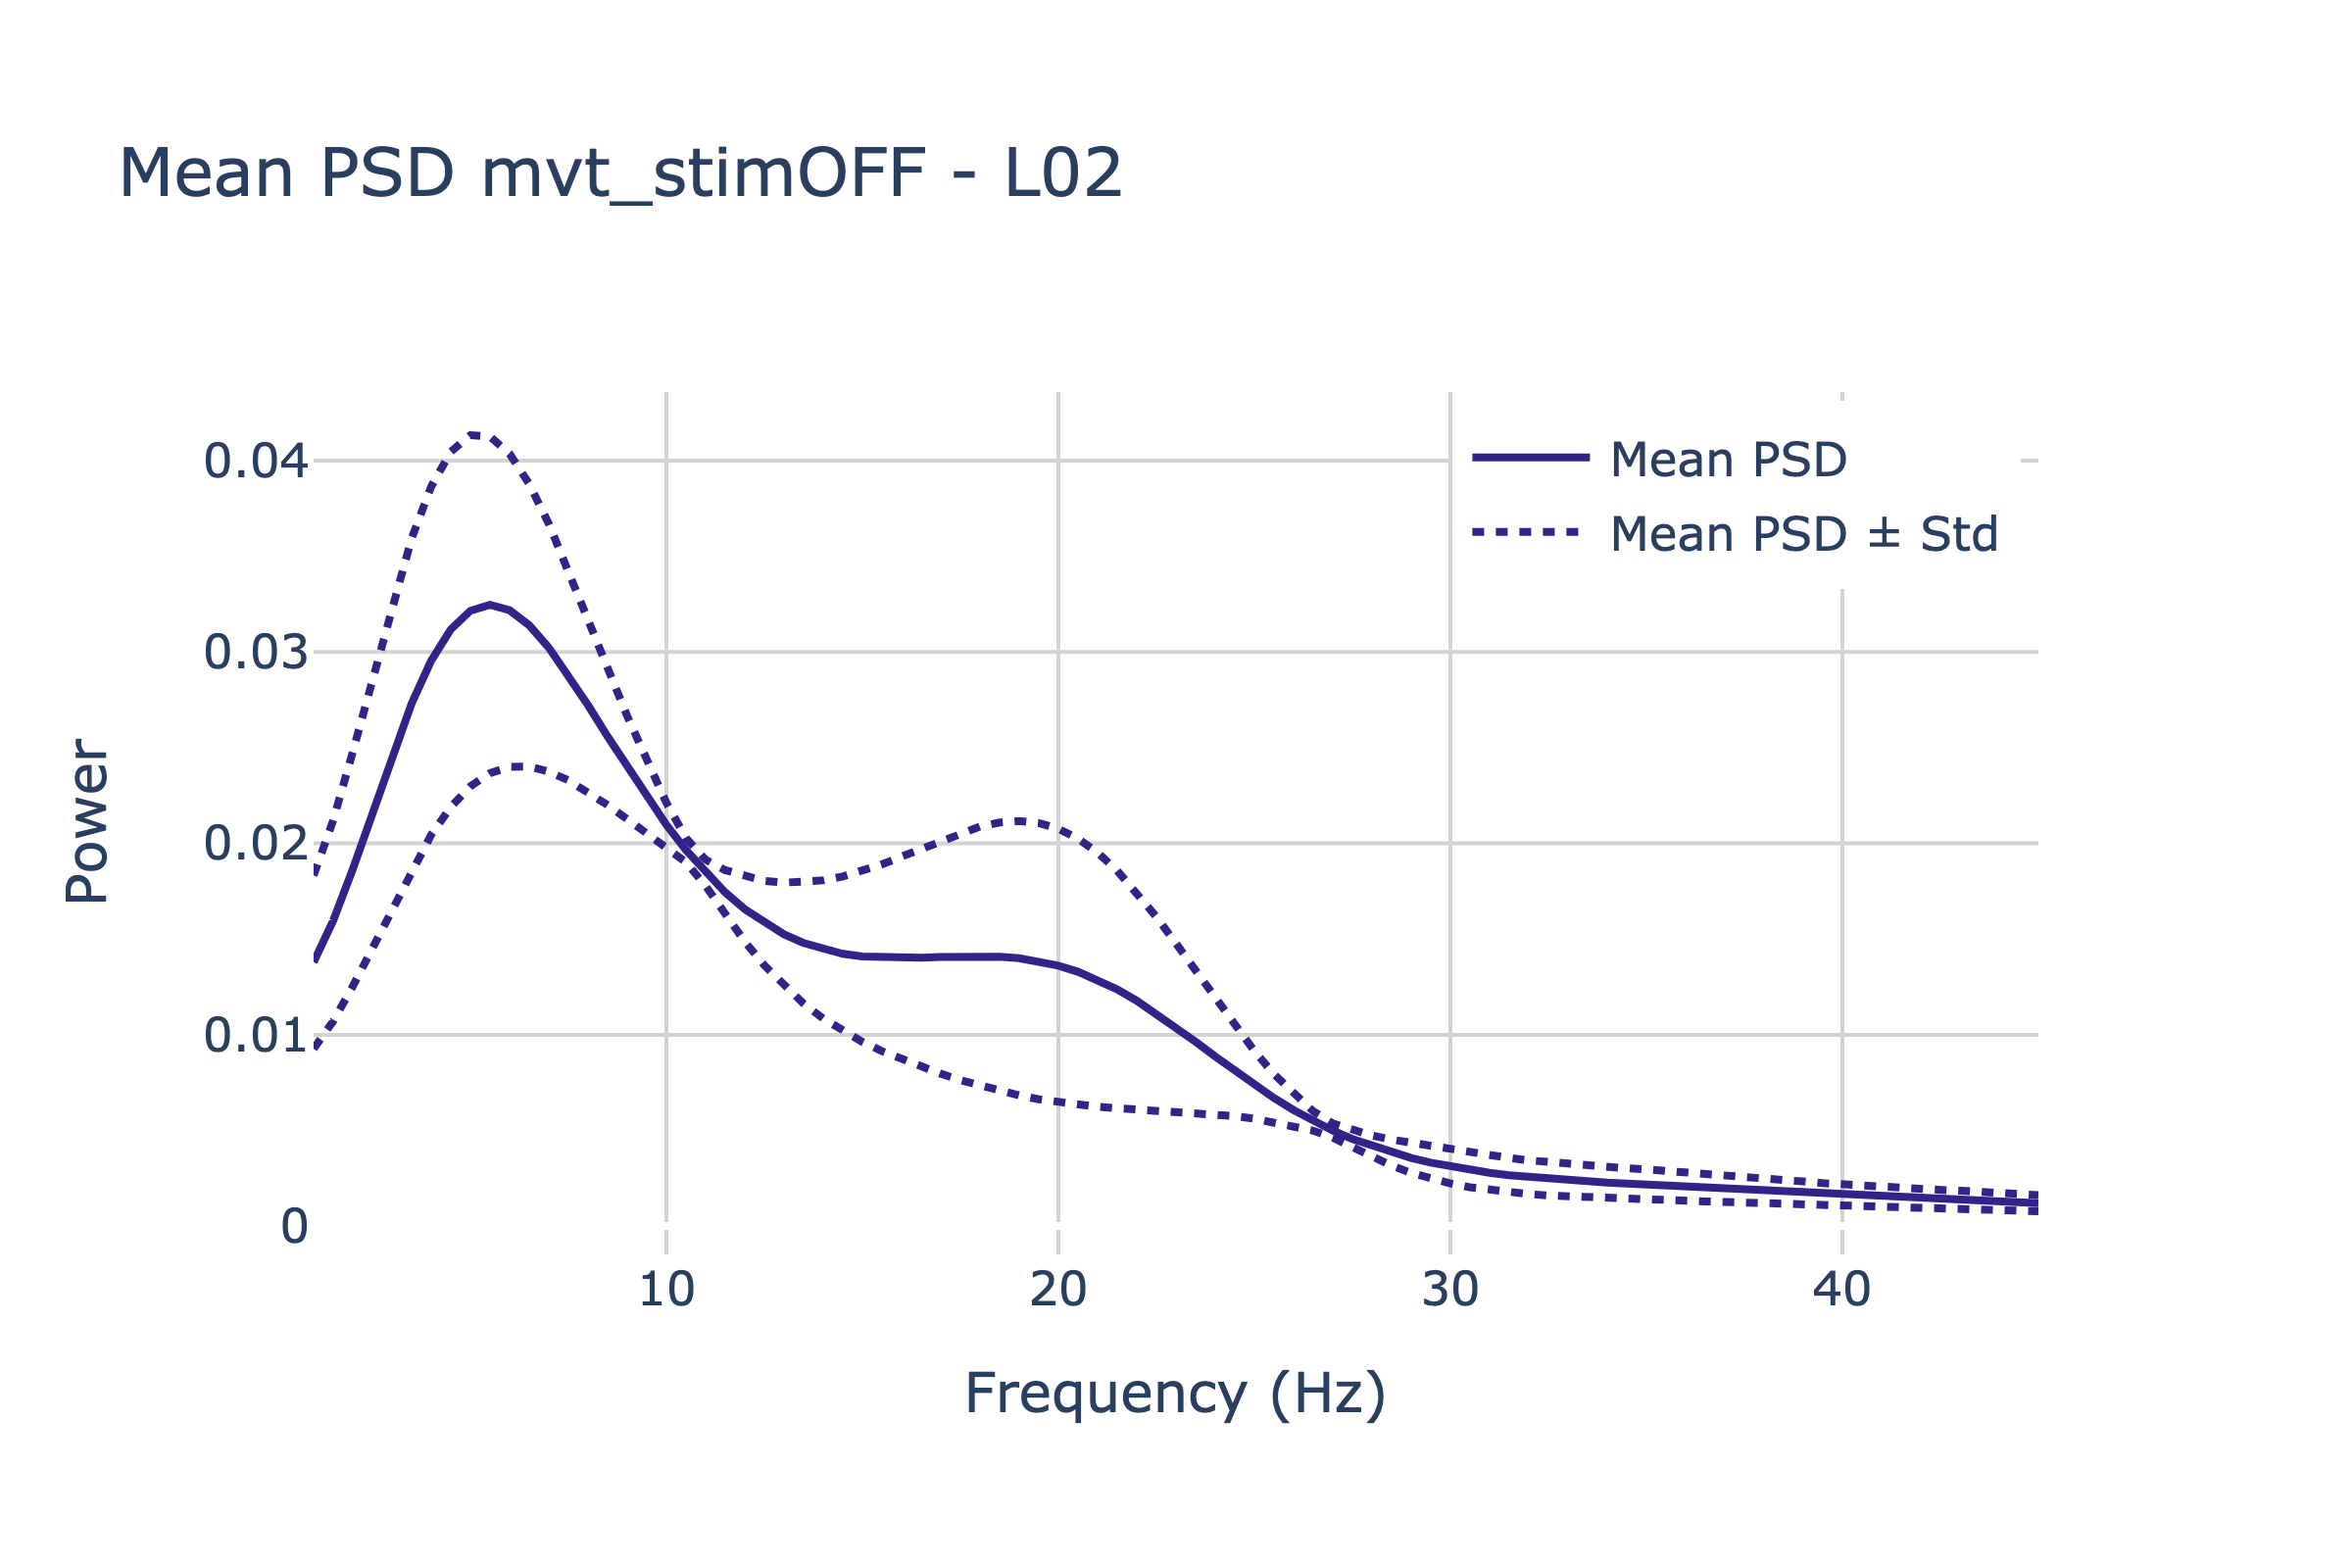 Mean PSD mvt_stimOFF - L02
Mean PSD
Mean PSD ± Std
Power
0.04
0.03
0.02
0.01
0
10
20
30
40
Frequency (Hz)